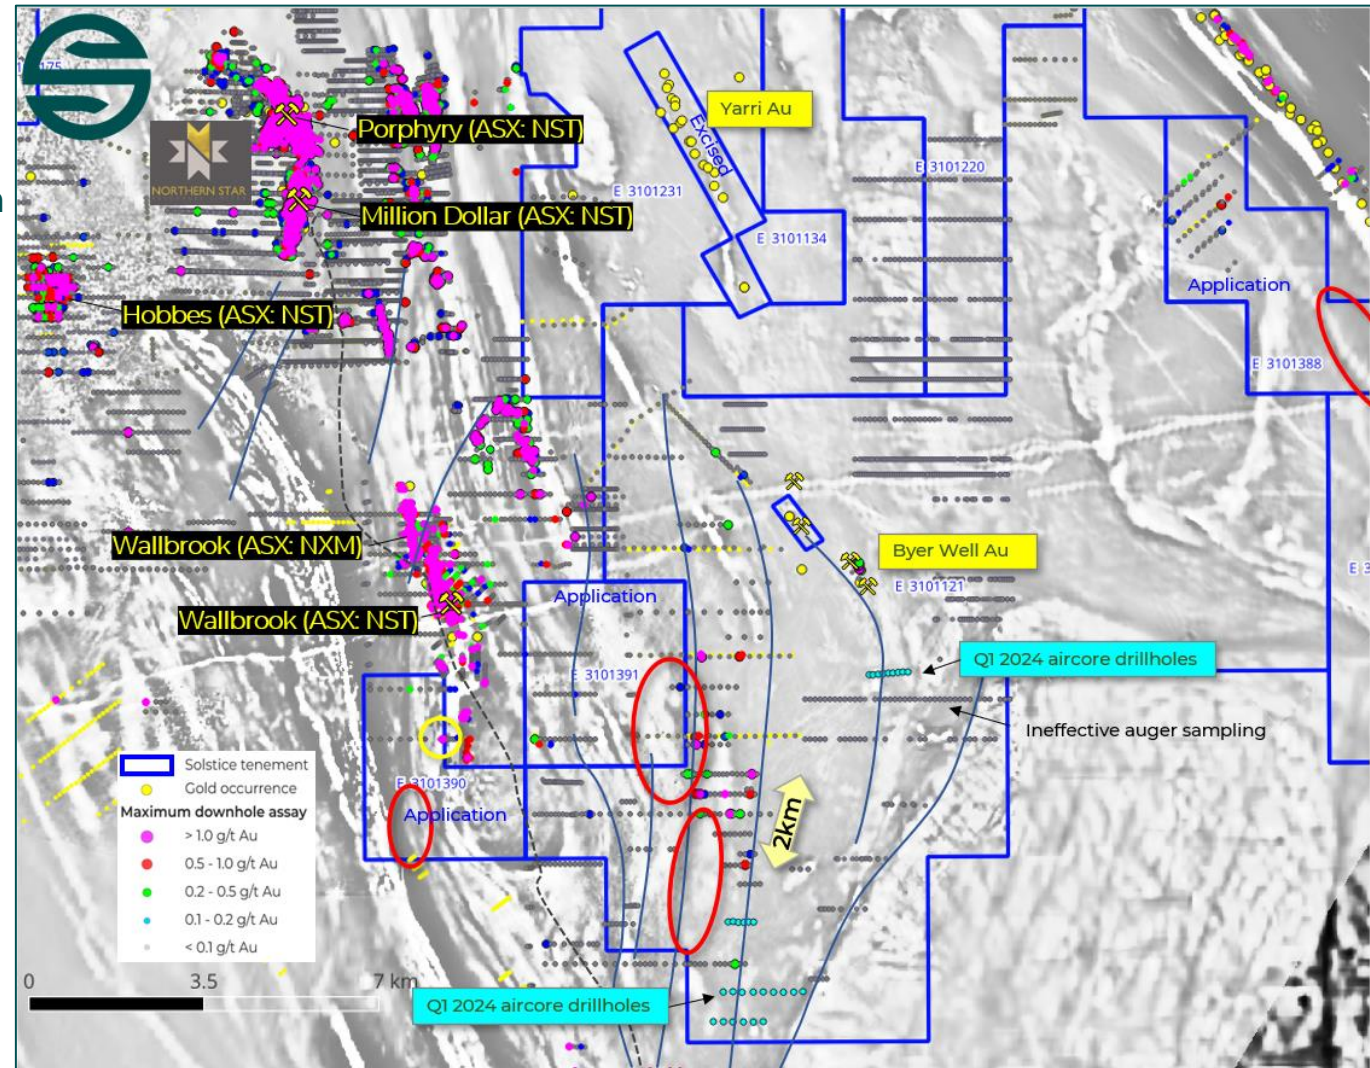 175
Porphyry (ASX: NST)
Yarri Au
NORTHERN STAR
Excised
E 3101231
E 3101220
Million Dollar (ASX: NST)
E 3101134
Application
Hobbes (ASX: NST)
E 3101388
Wallbrook (ASX: NXM)
Byer Well Au
E 3
E 3101121
Application
Wallbrook (ASX: NST)
Q1 2024 aircore drillholes
E 3101391
Ineffective auger sampling
Solstice tenement
Gold occurrence
Maximum downhole assay
> 1.0 g/t Au
0.5 - 1.0 g/t Au
0.2 - 0.5 g/t Au
0.1 - 0.2 g/t Au
< 0.1 g/t Au
E 3101390
Application
2km
0 3.5 7 km
Q1 2024 aircore drillholes